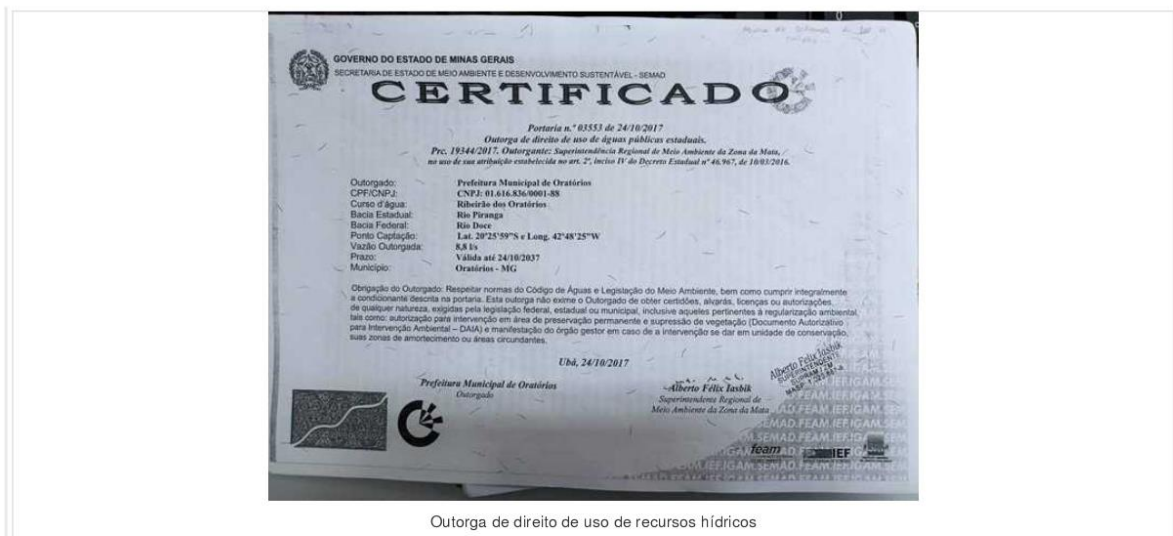 GOVERNO DO ESTADO DE MINAS GERAIS
SECRETARIA DE ESTADO DE MEIO AMBIENTE E DESENVOLVIMENTO SUSTENTÁVEL - SEMAD
CERTIFICADO
Portaria n.º 03553 de 24/10/2017
Outorga de direito de uso de águas públicas estaduais.
Prc. 19344/2017. Outorgante: Superintendência Regional de Meio Ambiente da Zona da Mata,
no uso de sua atribuição estabelecida no art. 2º, inciso IV do Decreto Estadual nº 46.967, de 10/03/2016.
Outorgado: Prefeitura Municipal de Oratórios
CPF/CNPJ: CNPJ: 01.616.836/0001-88
Curso d'água: Ribeirão dos Oratórios
Bacia Estadual: Rio Piranga
Bacia Federal: Rio Doce
Ponto Captação: Lat. 20°25'59"S e Long. 42°48'25"W
Vazão Outorgada: 8,8 l/s
Prazo: Válida até 24/10/2037
Município: Oratórios - MG
Obrigação do Outorgado: Respeitar normas do Código de Águas e Legislação do Meio Ambiente, bem como cumprir integralmente
a condicionante descrita na portaria. Esta outorga não exime o Outorgado de obter certidões, alvarás, licenças ou autorizações,
de qualquer natureza, exigidas pela legislação federal, estadual ou municipal, inclusive aqueles pertinentes à regularização ambiental,
tais como: autorização para intervenção em área de preservação permanente e supressão de vegetação (Documento Autorizativo
para Intervenção Ambiental – DAIA) e manifestação do órgão gestor em caso de a intervenção se dar em unidade de conservação,
suas zonas de amortecimento ou áreas circundantes.
Ubá, 24/10/2017
Prefeitura Municipal de Oratórios
Outorgado
Alberto Félix Iasbik
Superintendente Regional de
Meio Ambiente da Zona da Mata
Alberto Felix Iasbik
SUPERINTENDENTE
SUPRAM / ZM
feam
IEF
Outorga de direito de uso de recursos hídricos